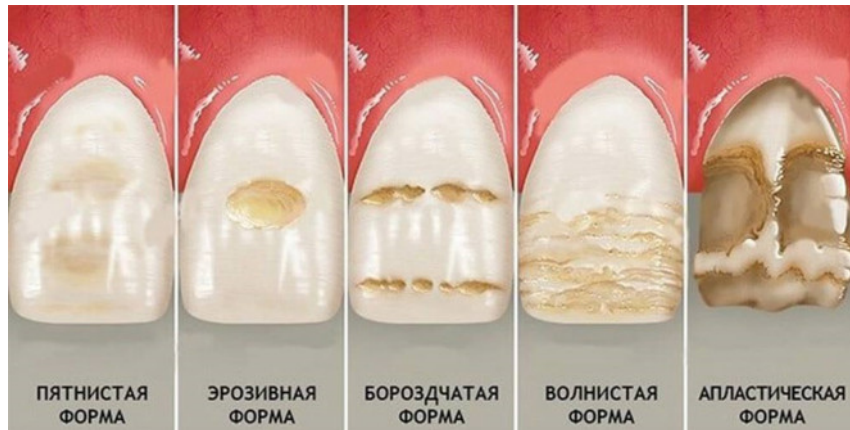 ПЯТНИСТАЯ
ФОРМА
ЭРОЗИВНАЯ
ФОРМА
БОРОЗДЧАТАЯ
ФОРМА
ВОЛНИСТАЯ
ФОРМА
АПЛАСТИЧЕСКАЯ
ФОРМА